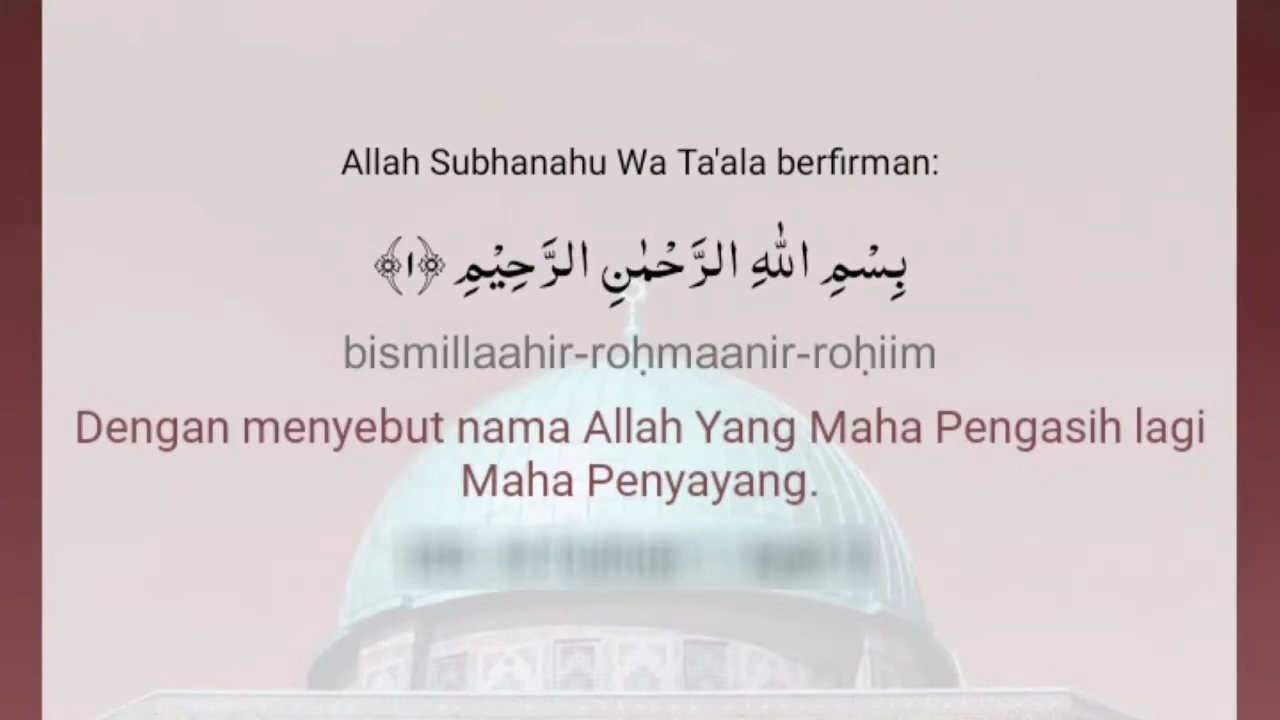 Allah Subhanahu Wa Ta'ala berfirman:
بِسْمِ اللّٰهِ الرَّحْمٰنِ الرَّحِيْمِ ﴿١﴾
bismillaahir-roḥmaanir-roḥiim
Dengan menyebut nama Allah Yang Maha Pengasih lagi
Maha Penyayang.